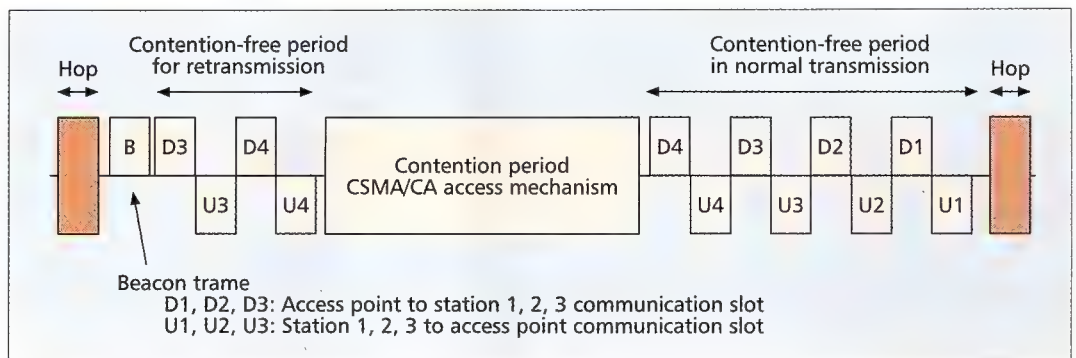 Contention-free period
for retransmission
Contention-free period
in normal transmission
Hop
Hop
B
D3
D4
U3
U4
Contention period
CSMA/CA access mechanism
D4
D3
D2
D1
U4
U3
U2
U1
Beacon trame
D1, D2, D3: Access point to station 1, 2, 3 communication slot
U1, U2, U3: Station 1, 2, 3 to access point communication slot